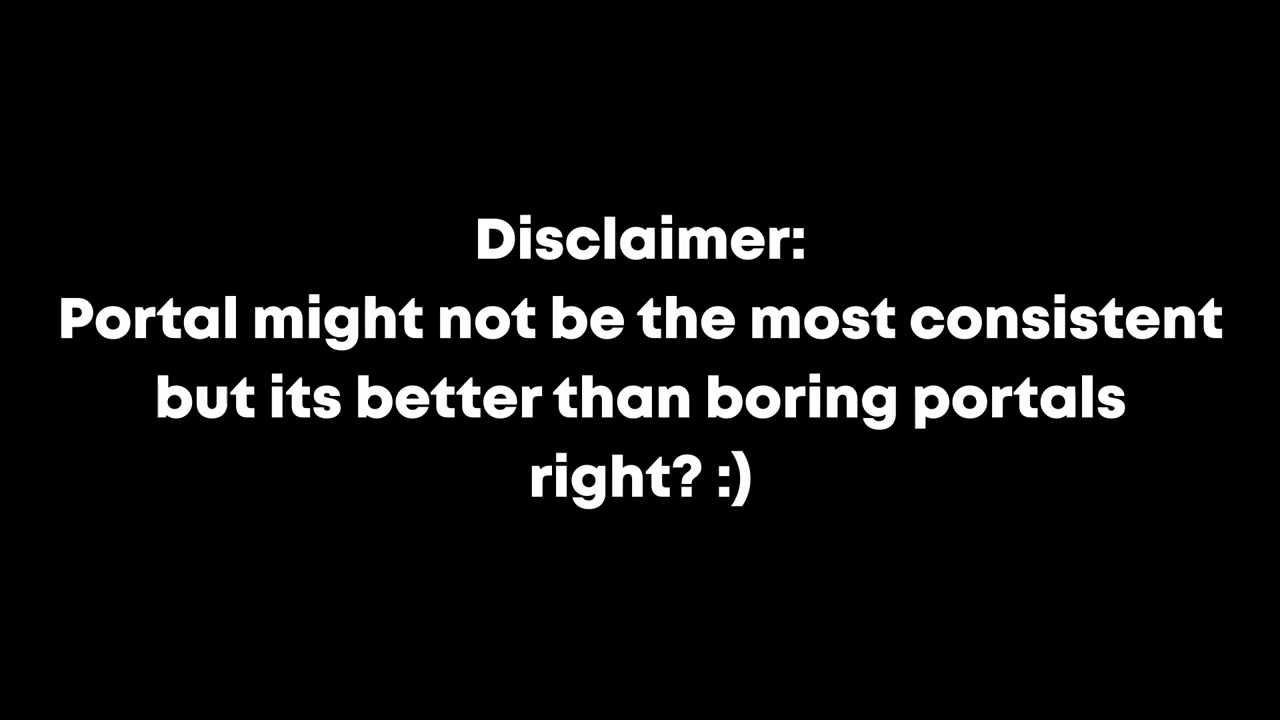 Disclaimer:
Portal might not be the most consistent
but its better than boring portals
right? :)